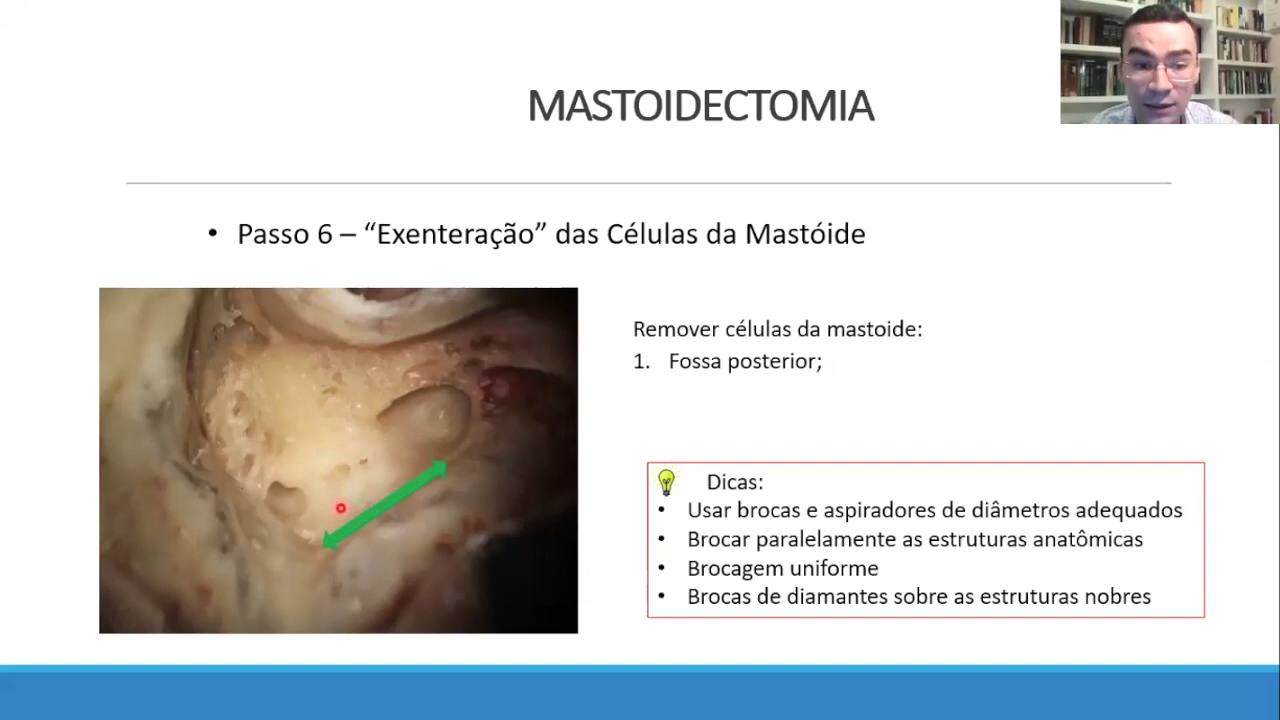 MASTOIDECTOMIA
• Passo 6 – “Exenteração” das Células da Mastóide
Remover células da mastoide:
1. Fossa posterior;
Dicas:
• Usar brocas e aspiradores de diâmetros adequados
• Brocar paralelamente as estruturas anatômicas
• Brocagem uniforme
• Brocas de diamantes sobre as estruturas nobres